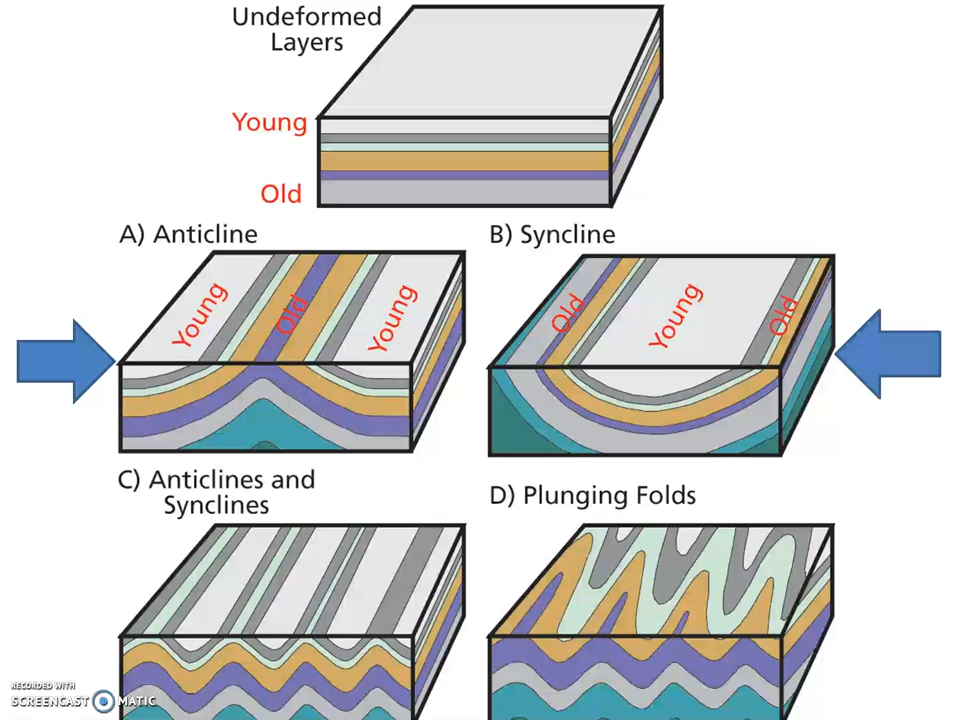 Undeformed
Layers
Young
Old
A) Anticline
B) Syncline
Young
Old
Young
Old
Young
Old
C) Anticlines and
Synclines
D) Plunging Folds
RECORDED WITH
SCREENCAST MATIC